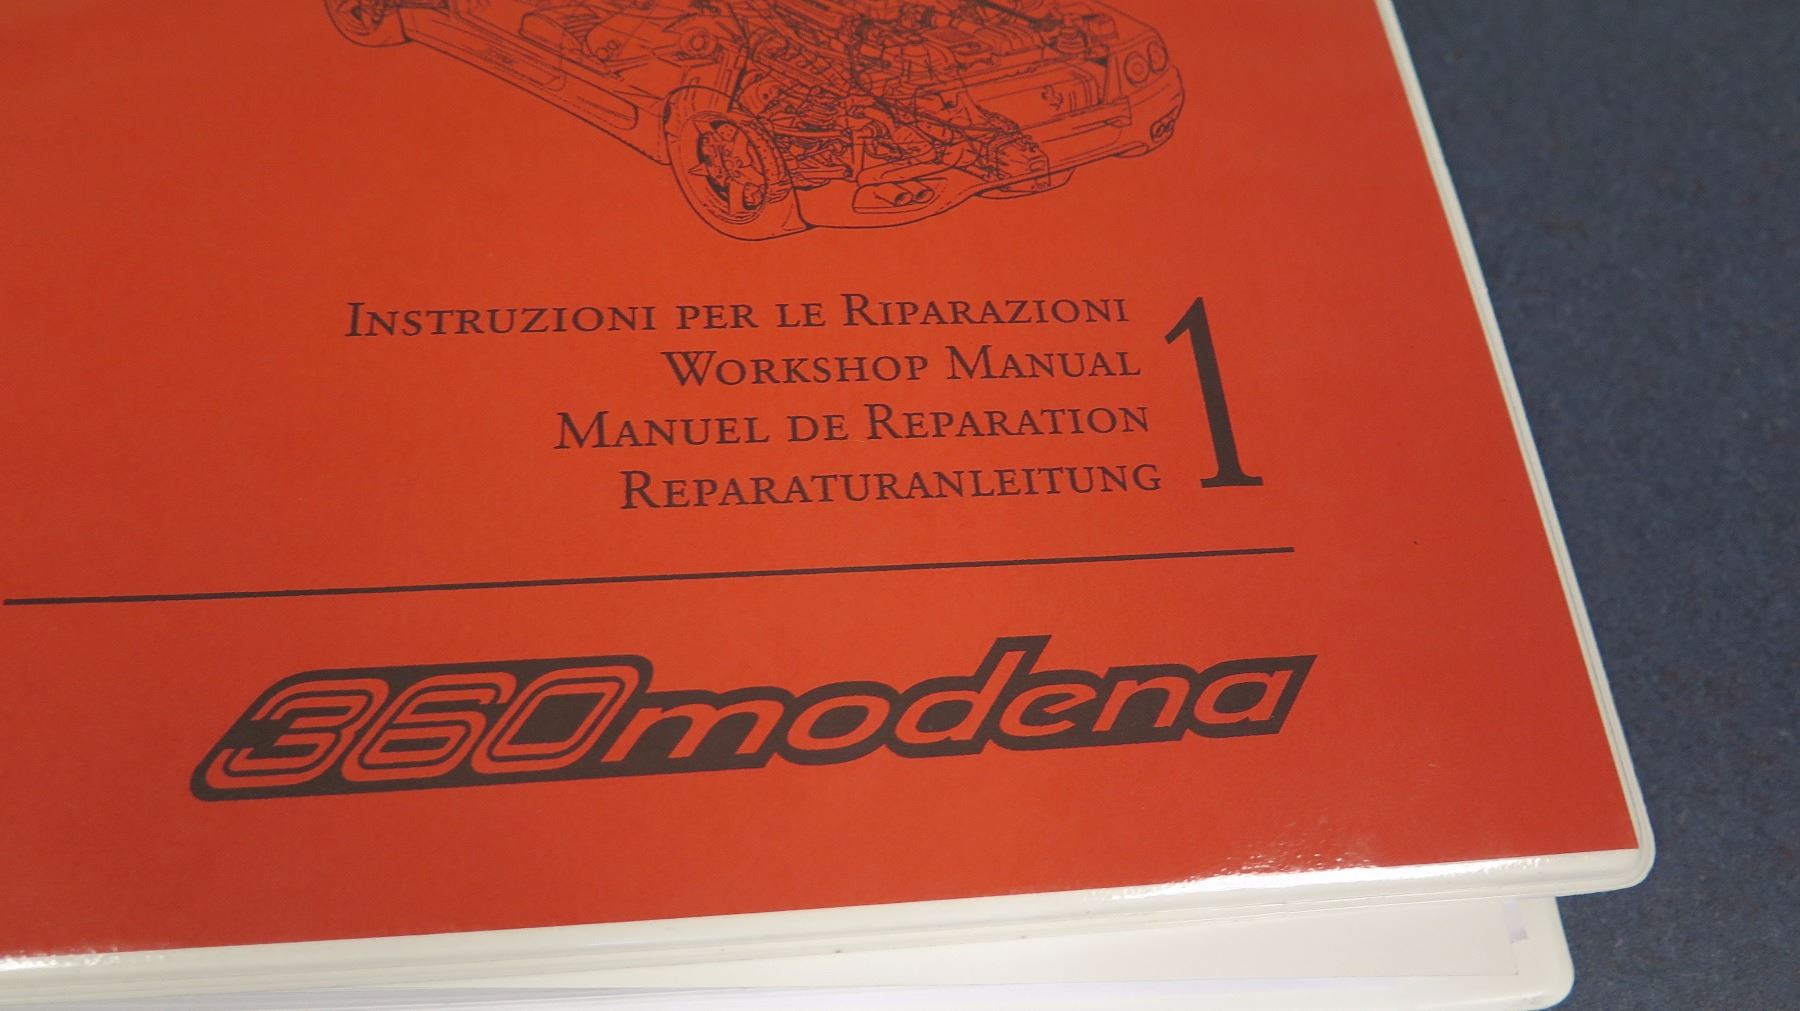 INSTRUZIONI PER LE RIPARAZIONI
WORKSHOP MANUAL
MANUEL DE REPARATION
REPARATURANLEITUNG
1
360modena